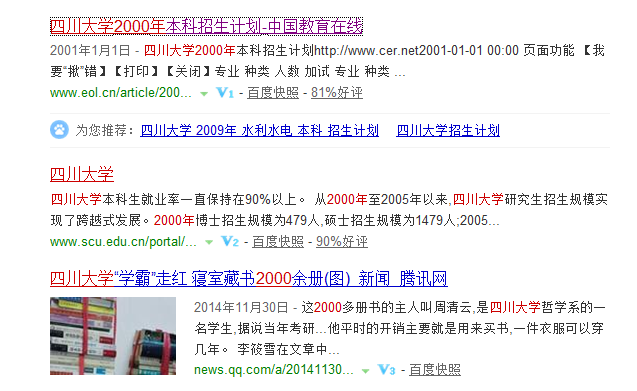 四川大学2000年本科招生计划-中国教育在线
2001年1月1日 - 四川大学2000年本科招生计划http://www.cer.net2001-01-01 00:00 页面功能 【我
要“揪”错】【打印】【关闭】专业 种类 人数 加试 专业 种类 ...
www.eol.cn/article/200... V1 - 百度快照 - 81%好评
为您推荐: 四川大学 2009年 水利水电 本科 招生计划 四川大学招生计划
四川大学
四川大学本科生就业率一直保持在90%以上。 从2000年至2005年以来,四川大学研究生招生规模实
现了跨越式发展。2000年博士招生规模为479人,硕士招生规模为1479人;2005...
www.scu.edu.cn/portal/... V2 - 百度快照 - 90%好评
四川大学“学霸”走红 寝室藏书2000余册(图)_新闻_腾讯网
2014年11月30日 - 这2000多册书的主人叫周清云,是四川大学哲学系的一
名学生,据说当年考研...他平时的开销主要就是用来买书,一件衣服可以穿
几年。 李筱雪在文章中...
news.qq.com/a/20141130... V3 - 百度快照